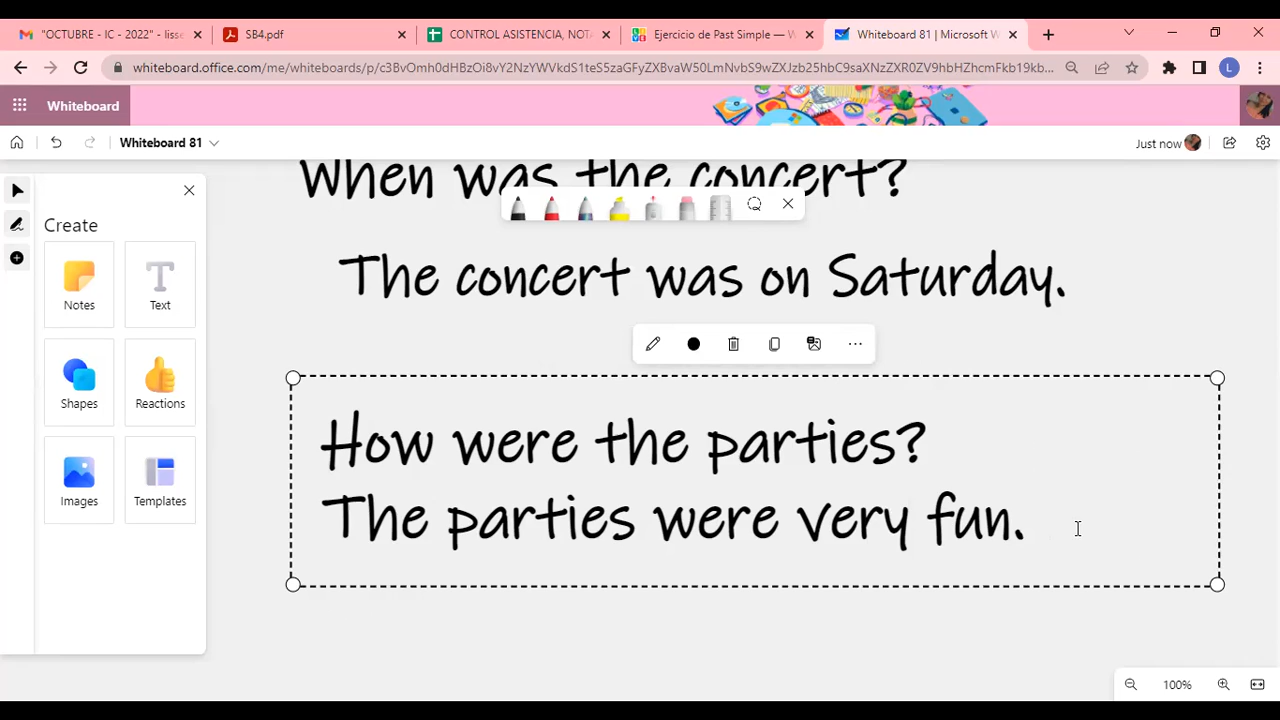 "OCTUBRE - IC - 2022" - lisse
SB4.pdf
CONTROL ASISTENCIA, NOTA
Ejercicio de Past Simple — W
Whiteboard 81 | Microsoft W
L
Whiteboard
Whiteboard 81
Just now
When was the concert?
Create
Notes
Text
The concert was on Saturday.
Shapes
Reactions
How were the parties?
Images
Templates
The parties were very fun.
100%